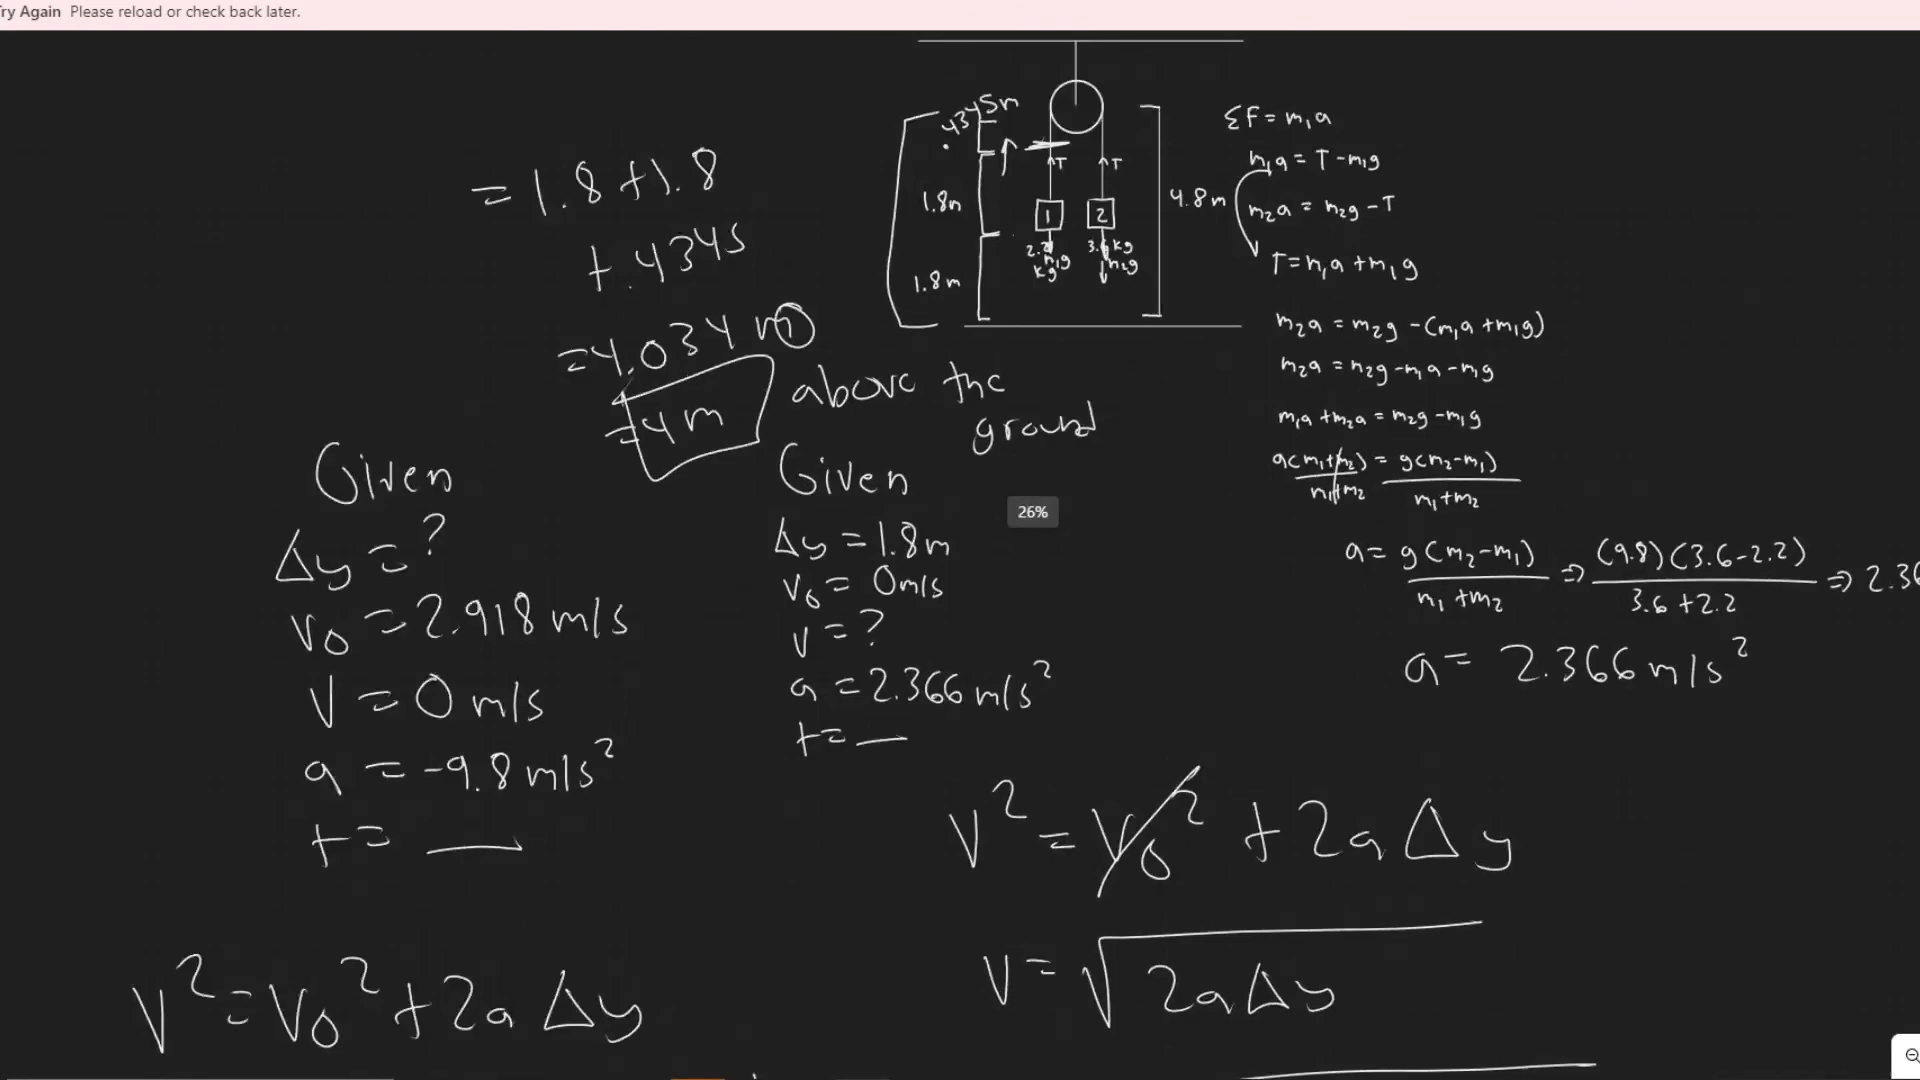 ry Again Please reload or check back later.
= 1.8 + 1.8
+ .4345
= 4.034 m
= 4m
above the
ground
.4345m
1.8m
1.8m
T
T
1
2
2.2
kg
m₁g
3.6 kg
m₂g
4.8 m
ΣF = m₁a
m₁a = T - m₁g
m₂a = m₂g - T
T = m₁a + m₁g
m₂a = m₂g - (m₁a + m₁g)
m₂a = m₂g - m₁a - m₁g
m₁a + m₂a = m₂g - m₁g
a(m₁+m₂) = g(m₂-m₁)
m₁+m₂ m₁+m₂
a = g(m₂-m₁) ⇒ (9.8)(3.6-2.2) ⇒ 2.36
m₁+m₂ 3.6+2.2
a = 2.366 m/s²
Given
Δy = ?
v₀ = 2.918 m/s
v = 0 m/s
a = -9.8 m/s²
t = —
Given
Δy = 1.8m
v₀ = 0m/s
v = ?
a = 2.366 m/s²
t = —
26%
v² = v₀² + 2aΔy
v = √2aΔy
v² = v₀² + 2aΔy